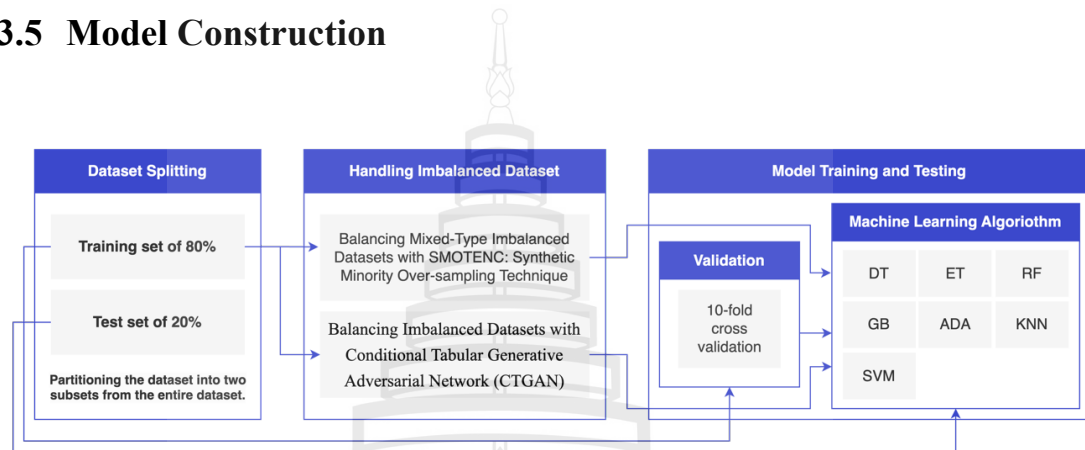 3.5 Model Construction
Dataset Splitting
Training set of 80%
Test set of 20%
Partitioning the dataset into two
subsets from the entire dataset.
Handling Imbalanced Dataset
Balancing Mixed-Type Imbalanced
Datasets with SMOTENC: Synthetic
Minority Over-sampling Technique
Balancing Imbalanced Datasets with
Conditional Tabular Generative
Adversarial Network (CTGAN)
Model Training and Testing
Validation
10-fold
cross
validation
Machine Learning Algoriothm
DT ET RF
GB ADA KNN
SVM